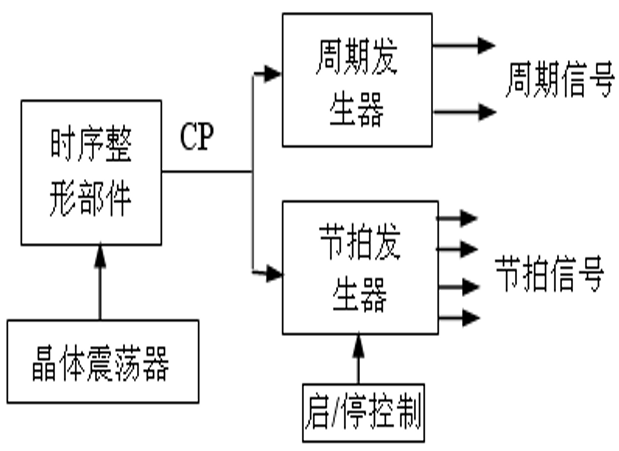 周期发
生器
周期信号
时序整
形部件
CP
节拍发
生器
节拍信号
晶体震荡器
启/停控制